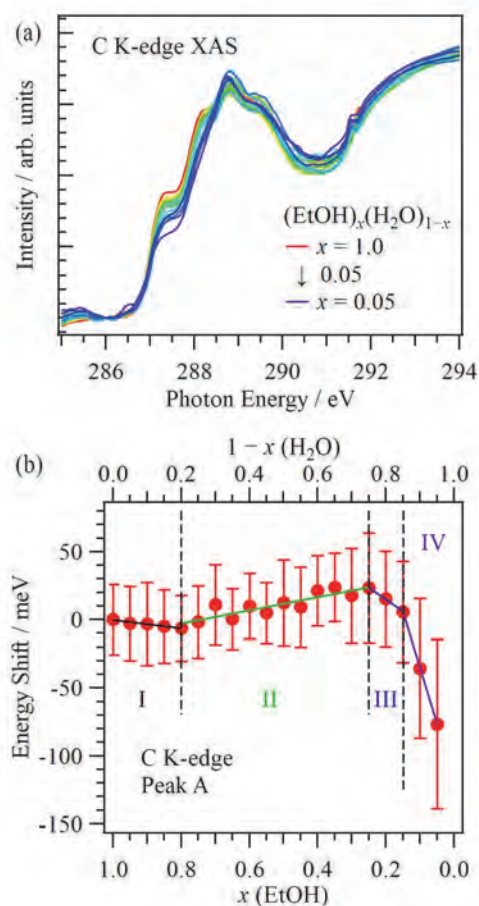 (a)
C K-edge XAS
Intensity / arb. units
(EtOH)ₓ(H₂O)₁₋ₓ
x = 1.0
↓ 0.05
x = 0.05
286 288 290 292 294
Photon Energy / eV
(b)
1 − x (H₂O)
0.0 0.2 0.4 0.6 0.8 1.0
Energy Shift / meV
50
0
-50
-100
-150
I
II
III
IV
C K-edge
Peak A
1.0 0.8 0.6 0.4 0.2 0.0
x (EtOH)